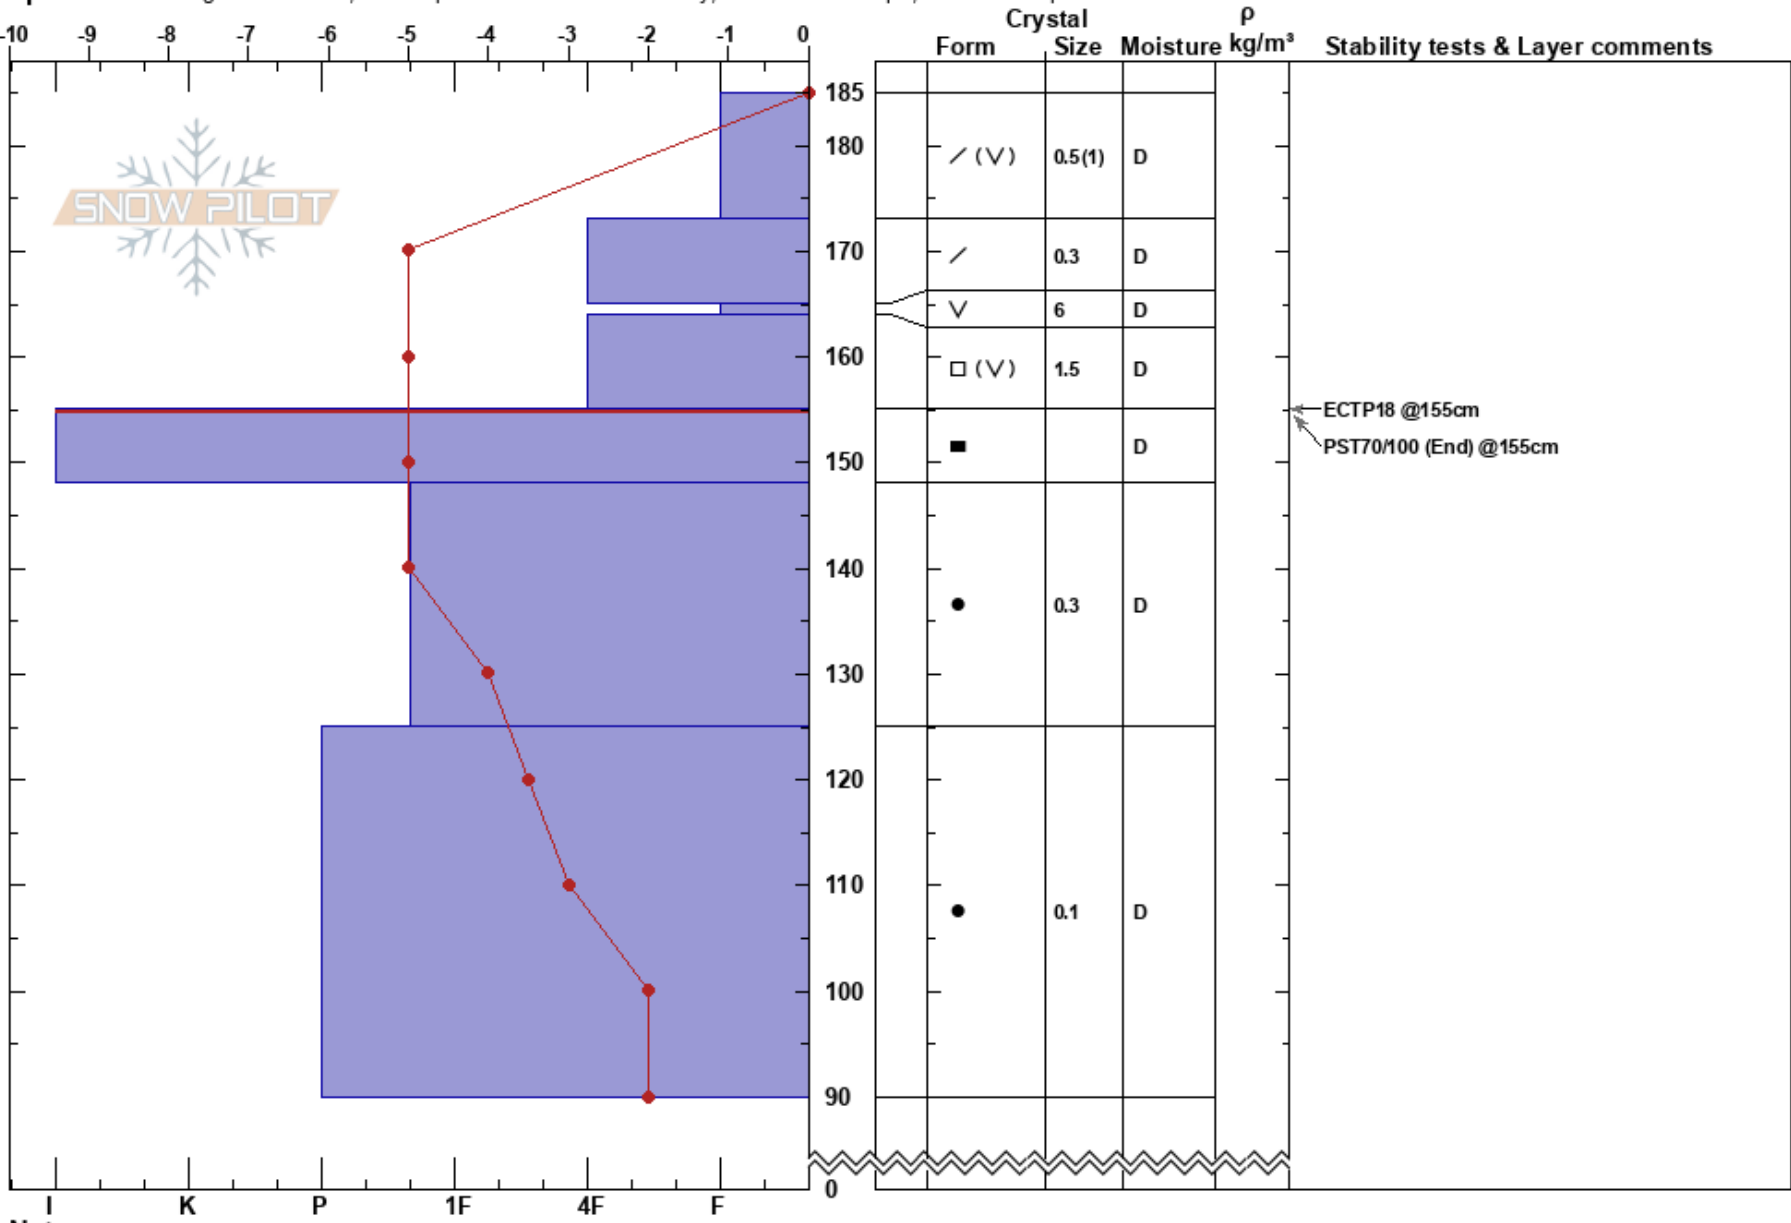 Crystal ρ
-10 -9 -8 -7 -6 -5 -4 -3 -2 -1 0 Form Size Moisture kg/m³ Stability tests & Layer comments
185
180 / (V) 0.5(1) D
SNOW PILOT
170 / 0.3 D
V 6 D
160 □ (V) 1.5 D
ECTP18 @155cm
150 ■ D PST70/100 (End) @155cm
140
● 0.3 D
130
120
110
● 0.1 D
100
90
0
I K P 1F 4F F